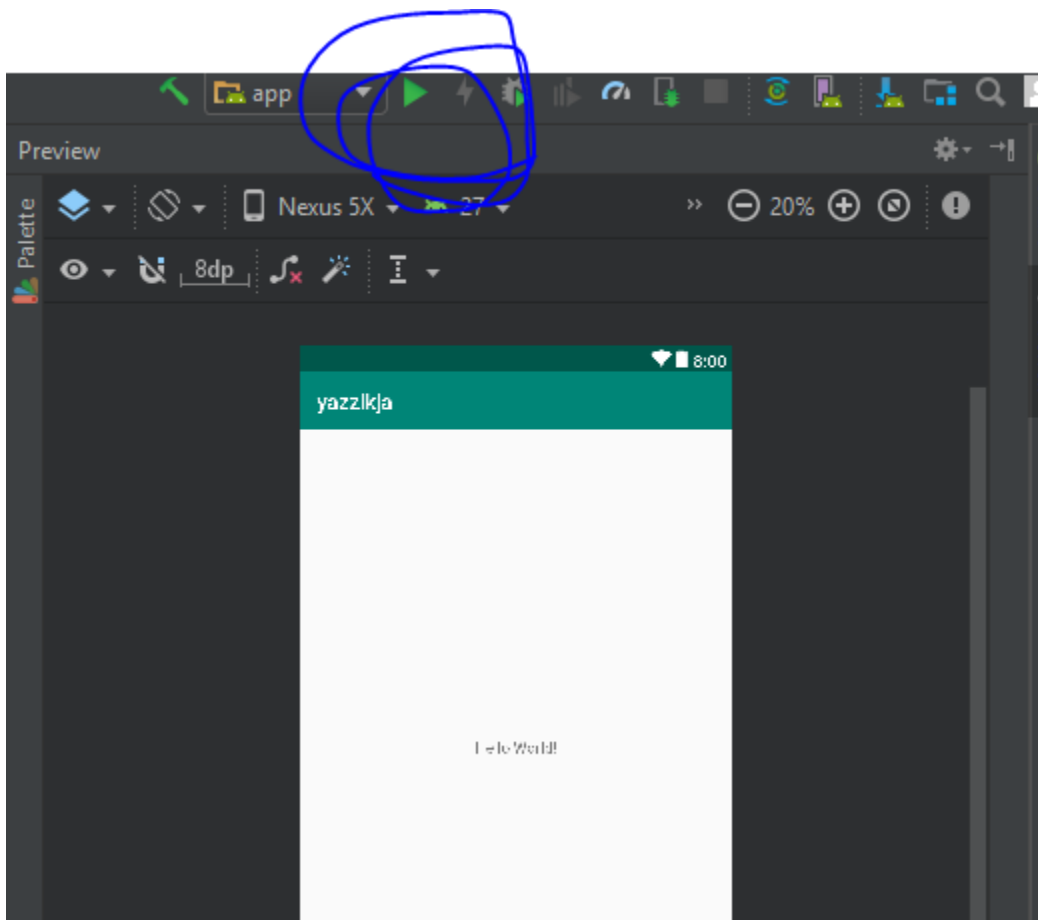 app
Preview
Palette
Nexus 5X 27 20%
8dp
8:00
yazzlkja
Hello World!